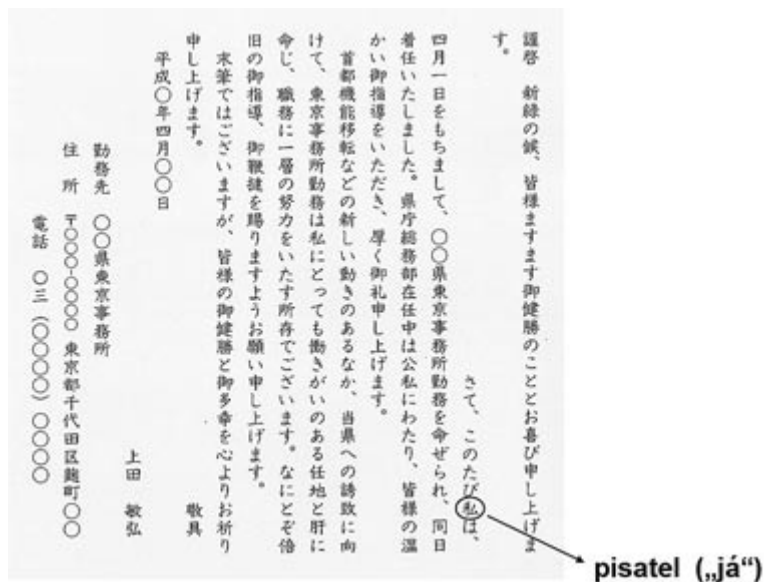 謹啓　新緑の候、皆様ますます御健勝のこととお喜び申し上げま
す。
さて、このたび私は、
四月一日をもちまして、〇〇県東京事務所勤務を命ぜられ、同日
着任いたしました。県庁総務部在任中は公私にわたり、皆様の温
かい御指導をいただき、厚く御礼申し上げます。
首都機能移転などの新しい動きのあるなか、当県への誘致に向
けて、東京事務所勤務は私にとっても働きがいのある任地と肝に
命じ、職務に一層の努力をいたす所存でございます。なにとぞ倍
旧の御指導、御鞭撻を賜りますようお願い申し上げます。
末筆ではございますが、皆様の御健勝と御多幸を心よりお祈り
申し上げます。
敬具
平成〇年四月〇〇日
上田　敏弘
勤務先　〇〇県東京事務所
住　所　〒〇〇〇-〇〇〇〇　東京都千代田区麹町〇〇
電話　〇三（〇〇〇〇）〇〇〇〇
pisatel („já“)